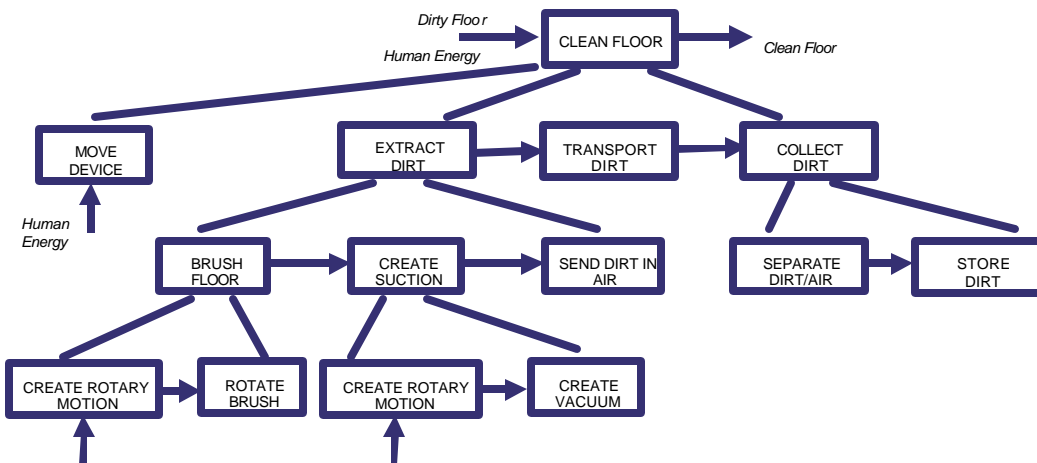 Dirty Floor
CLEAN FLOOR
Clean Floor
Human Energy
MOVE
DEVICE
EXTRACT
DIRT
TRANSPORT
DIRT
COLLECT
DIRT
Human
Energy
BRUSH
FLOOR
CREATE
SUCTION
SEND DIRT IN
AIR
SEPARATE
DIRT/AIR
STORE
DIRT
CREATE ROTARY
MOTION
ROTATE
BRUSH
CREATE ROTARY
MOTION
CREATE
VACUUM